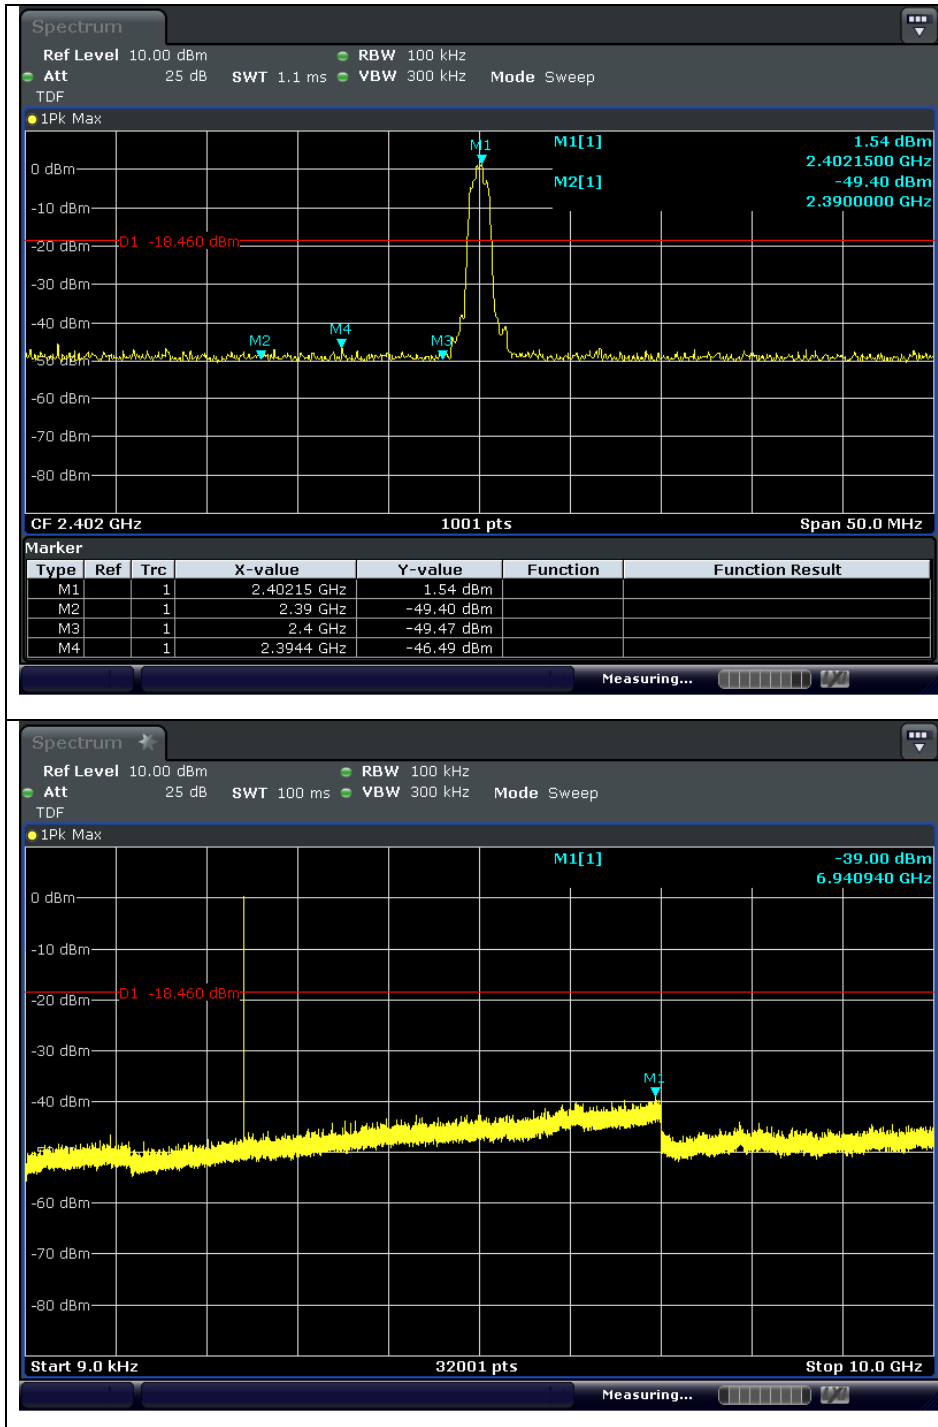 Spectrum
Ref Level 10.00 dBm RBW 100 kHz
Att 25 dB SWT 1.1 ms VBW 300 kHz Mode Sweep
TDF
1Pk Max
M1[1] 1.54 dBm
2.4021500 GHz
M2[1] -49.40 dBm
2.3900000 GHz
M1
0 dBm
-10 dBm
D1 -18.460 dBm
-20 dBm
-30 dBm
-40 dBm
M2 M4 M3
-50 dBm
-60 dBm
-70 dBm
-80 dBm
CF 2.402 GHz 1001 pts Span 50.0 MHz
Marker
Type Ref Trc X-value Y-value Function Function Result
M1 1 2.40215 GHz 1.54 dBm
M2 1 2.39 GHz -49.40 dBm
M3 1 2.4 GHz -49.47 dBm
M4 1 2.3944 GHz -46.49 dBm
Measuring...
Spectrum
Ref Level 10.00 dBm RBW 100 kHz
Att 25 dB SWT 100 ms VBW 300 kHz Mode Sweep
TDF
1Pk Max
M1[1] -39.00 dBm
6.940940 GHz
0 dBm
-10 dBm
D1 -18.460 dBm
-20 dBm
-30 dBm
M1
-40 dBm
-60 dBm
-70 dBm
-80 dBm
Start 9.0 kHz 32001 pts Stop 10.0 GHz
Measuring...